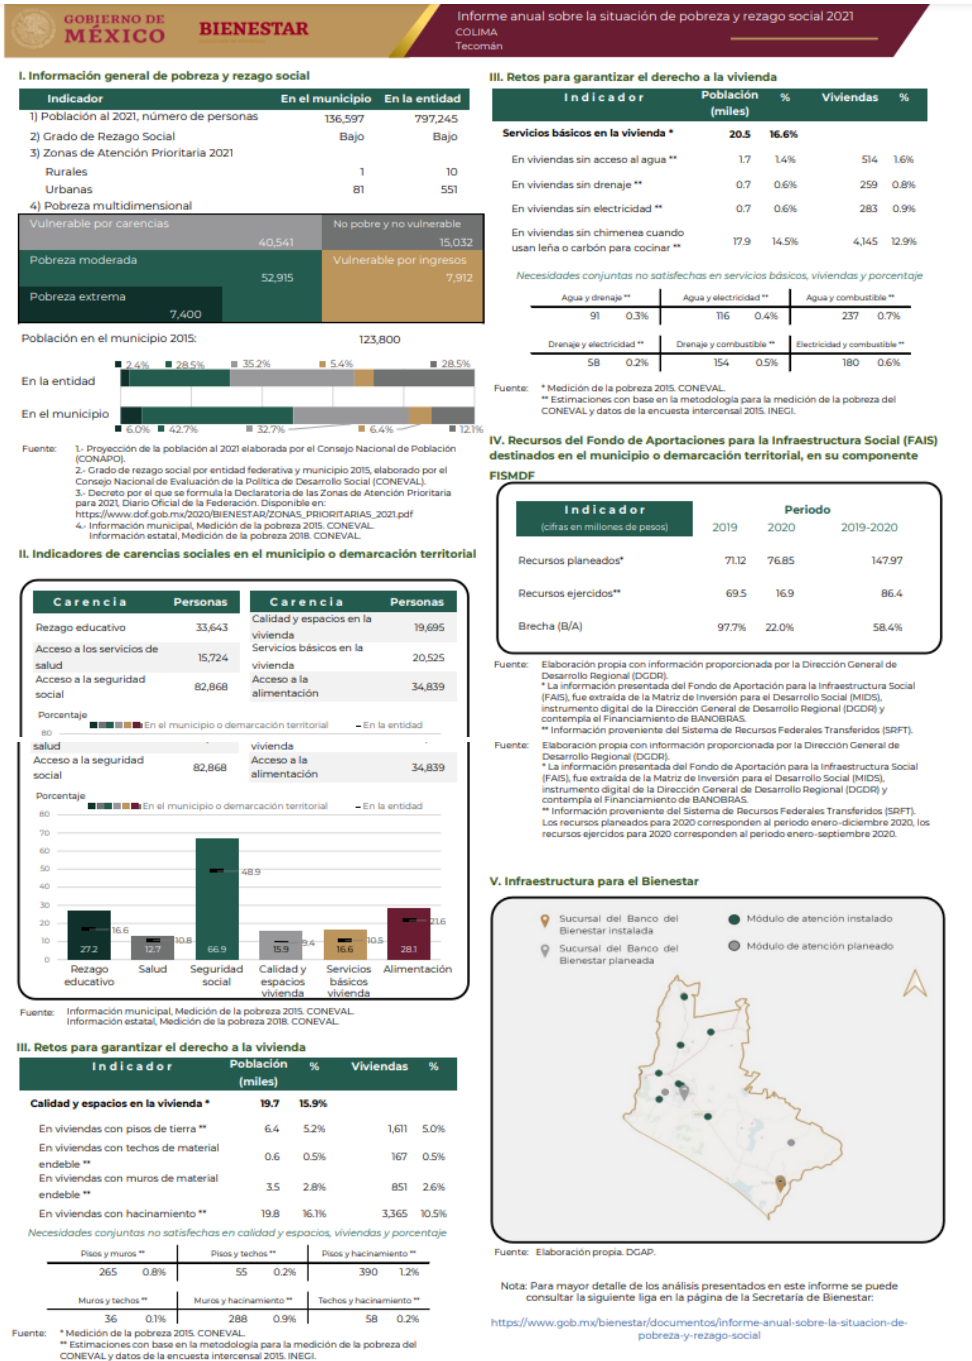 GOBIERNO DE
MÉXICO
BIENESTAR
Informe anual sobre la situación de pobreza y rezago social 2021
COLIMA
Tecomán
I. Información general de pobreza y rezago social
Indicador En el municipio En la entidad
1) Población al 2021, número de personas 136,597 797,245
2) Grado de Rezago Social Bajo Bajo
3) Zonas de Atención Prioritaria 2021
Rurales 1 10
Urbanas 81 551
4) Pobreza multidimensional
Vulnerable por carencias No pobre y no vulnerable
40,541 15,032
Pobreza moderada Vulnerable por ingresos
52,915 7,912
Pobreza extrema
7,400
Población en el municipio 2015: 123,800
2.4% 28.5% 35.2% 5.4% 28.5%
En la entidad
En el municipio
6.0% 42.7% 32.7% 6.4% 12.1%
Fuente: 1.- Proyección de la población al 2021 elaborada por el Consejo Nacional de Población
(CONAPO).
2.- Grado de rezago social por entidad federativa y municipio 2015, elaborado por el
Consejo Nacional de Evaluación de la Política de Desarrollo Social (CONEVAL).
3.- Decreto por el que se formula la Declaratoria de las Zonas de Atención Prioritaria
para 2021, Diario Oficial de la Federación. Disponible en:
https://www.dof.gob.mx/2020/BIENESTAR/ZONAS_PRIORITARIAS_2021.pdf
4.- Información municipal, Medición de la pobreza 2015. CONEVAL.
Información estatal, Medición de la pobreza 2018. CONEVAL.
II. Indicadores de carencias sociales en el municipio o demarcación territorial
Carencia Personas Carencia Personas
Rezago educativo 33,643 Calidad y espacios en la
vivienda 19,695
Acceso a los servicios de
salud 15,724 Servicios básicos en la
vivienda 20,525
Acceso a la seguridad
social 82,868 Acceso a la
alimentación 34,839
Porcentaje
En el municipio o demarcación territorial En la entidad
80
salud vivienda
Acceso a la seguridad
social 82,868 Acceso a la
alimentación 34,839
Porcentaje
En el municipio o demarcación territorial En la entidad
80
70
60
50
40
30
20
10
0
27.2 16.6 12.7 10.8 66.9 48.9 15.9 9.4 16.6 10.5 28.1 21.6
Rezago
educativo
Salud
Seguridad
social
Calidad y
espacios
vivienda
Servicios
básicos
vivienda
Alimentación
Fuente: Información municipal, Medición de la pobreza 2015. CONEVAL.
Información estatal, Medición de la pobreza 2018. CONEVAL.
III. Retos para garantizar el derecho a la vivienda
Indicador Población
(miles) % Viviendas %
Calidad y espacios en la vivienda * 19.7 15.9%
En viviendas con pisos de tierra ** 6.4 5.2% 1,611 5.0%
En viviendas con techos de material
endeble ** 0.6 0.5% 167 0.5%
En viviendas con muros de material
endeble ** 3.5 2.8% 851 2.6%
En viviendas con hacinamiento ** 19.8 16.1% 3,365 10.5%
Necesidades conjuntas no satisfechas en calidad y espacios, viviendas y porcentaje
Pisos y muros ** Pisos y techos ** Pisos y hacinamiento **
265 0.8% 55 0.2% 390 1.2%
Muros y techos ** Muros y hacinamiento ** Techos y hacinamiento **
36 0.1% 288 0.9% 58 0.2%
Fuente: * Medición de la pobreza 2015. CONEVAL.
** Estimaciones con base en la metodología para la medición de la pobreza del
CONEVAL y datos de la encuesta intercensal 2015. INEGI.
III. Retos para garantizar el derecho a la vivienda
Indicador Población
(miles) % Viviendas %
Servicios básicos en la vivienda * 20.5 16.6%
En viviendas sin acceso al agua ** 1.7 1.4% 514 1.6%
En viviendas sin drenaje ** 0.7 0.6% 259 0.8%
En viviendas sin electricidad ** 0.7 0.6% 283 0.9%
En viviendas sin chimenea cuando
usan leña o carbón para cocinar ** 17.9 14.5% 4,145 12.9%
Necesidades conjuntas no satisfechas en servicios básicos, viviendas y porcentaje
Agua y drenaje ** Agua y electricidad ** Agua y combustible **
91 0.3% 116 0.4% 237 0.7%
Drenaje y electricidad ** Drenaje y combustible ** Electricidad y combustible **
58 0.2% 154 0.5% 180 0.6%
Fuente: * Medición de la pobreza 2015. CONEVAL.
** Estimaciones con base en la metodología para la medición de la pobreza del
CONEVAL y datos de la encuesta intercensal 2015. INEGI.
IV. Recursos del Fondo de Aportaciones para la Infraestructura Social (FAIS)
destinados en el municipio o demarcación territorial, en su componente
FISMDF
Indicador Periodo
(cifras en millones de pesos) 2019 2020 2019-2020
Recursos planeados* 71.12 76.85 147.97
Recursos ejercidos** 69.5 16.9 86.4
Brecha (B/A) 97.7% 22.0% 58.4%
Fuente: Elaboración propia con información proporcionada por la Dirección General de
Desarrollo Regional (DGDR).
* La información presentada del Fondo de Aportación para la Infraestructura Social
(FAIS), fue extraída de la Matriz de Inversión para el Desarrollo Social (MIDS),
instrumento digital de la Dirección General de Desarrollo Regional (DGDR) y
contempla el Financiamiento de BANOBRAS.
** Información proveniente del Sistema de Recursos Federales Transferidos (SRFT).
Fuente: Elaboración propia con información proporcionada por la Dirección General de
Desarrollo Regional (DGDR).
* La información presentada del Fondo de Aportación para la Infraestructura Social
(FAIS), fue extraída de la Matriz de Inversión para el Desarrollo Social (MIDS),
instrumento digital de la Dirección General de Desarrollo Regional (DGDR) y
contempla el Financiamiento de BANOBRAS.
** Información proveniente del Sistema de Recursos Federales Transferidos (SRFT).
Los recursos planeados para 2020 corresponden al periodo enero-diciembre 2020, los
recursos ejercidos para 2020 corresponden al periodo enero-septiembre 2020.
V. Infraestructura para el Bienestar
Sucursal del Banco del
Bienestar instalada
Módulo de atención instalado
Sucursal del Banco del
Bienestar planeada
Módulo de atención planeado
Fuente: Elaboración propia. DGAP.
Nota: Para mayor detalle de los análisis presentados en este informe se puede
consultar la siguiente liga en la página de la Secretaría de Bienestar:
https://www.gob.mx/bienestar/documentos/informe-anual-sobre-la-situacion-de-
pobreza-y-rezago-social